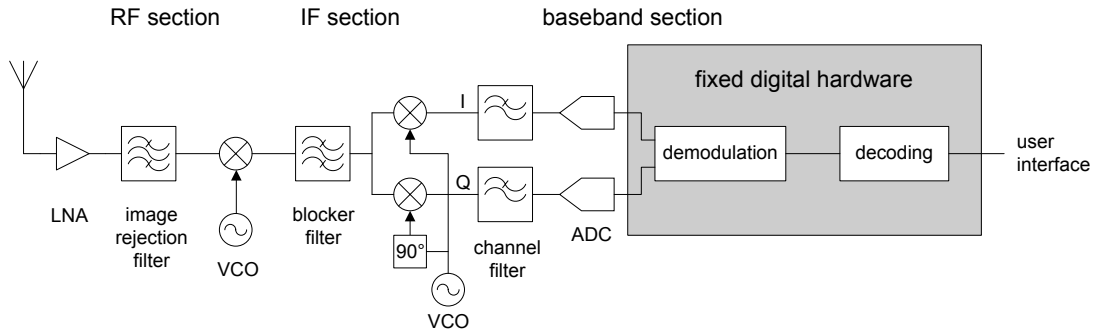 RF section
IF section
baseband section
fixed digital hardware
I
Q
demodulation
decoding
user
interface
LNA
image
rejection
filter
VCO
blocker
filter
90°
channel
filter
ADC
VCO